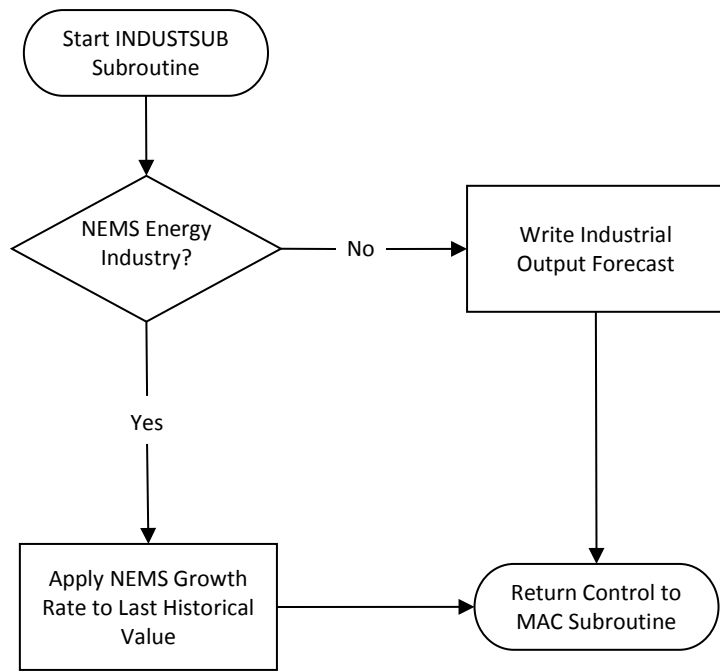 Start INDUSTSUB
Subroutine
NEMS Energy
Industry?
No
Write Industrial
Output Forecast
Yes
Apply NEMS Growth
Rate to Last Historical
Value
Return Control to
MAC Subroutine